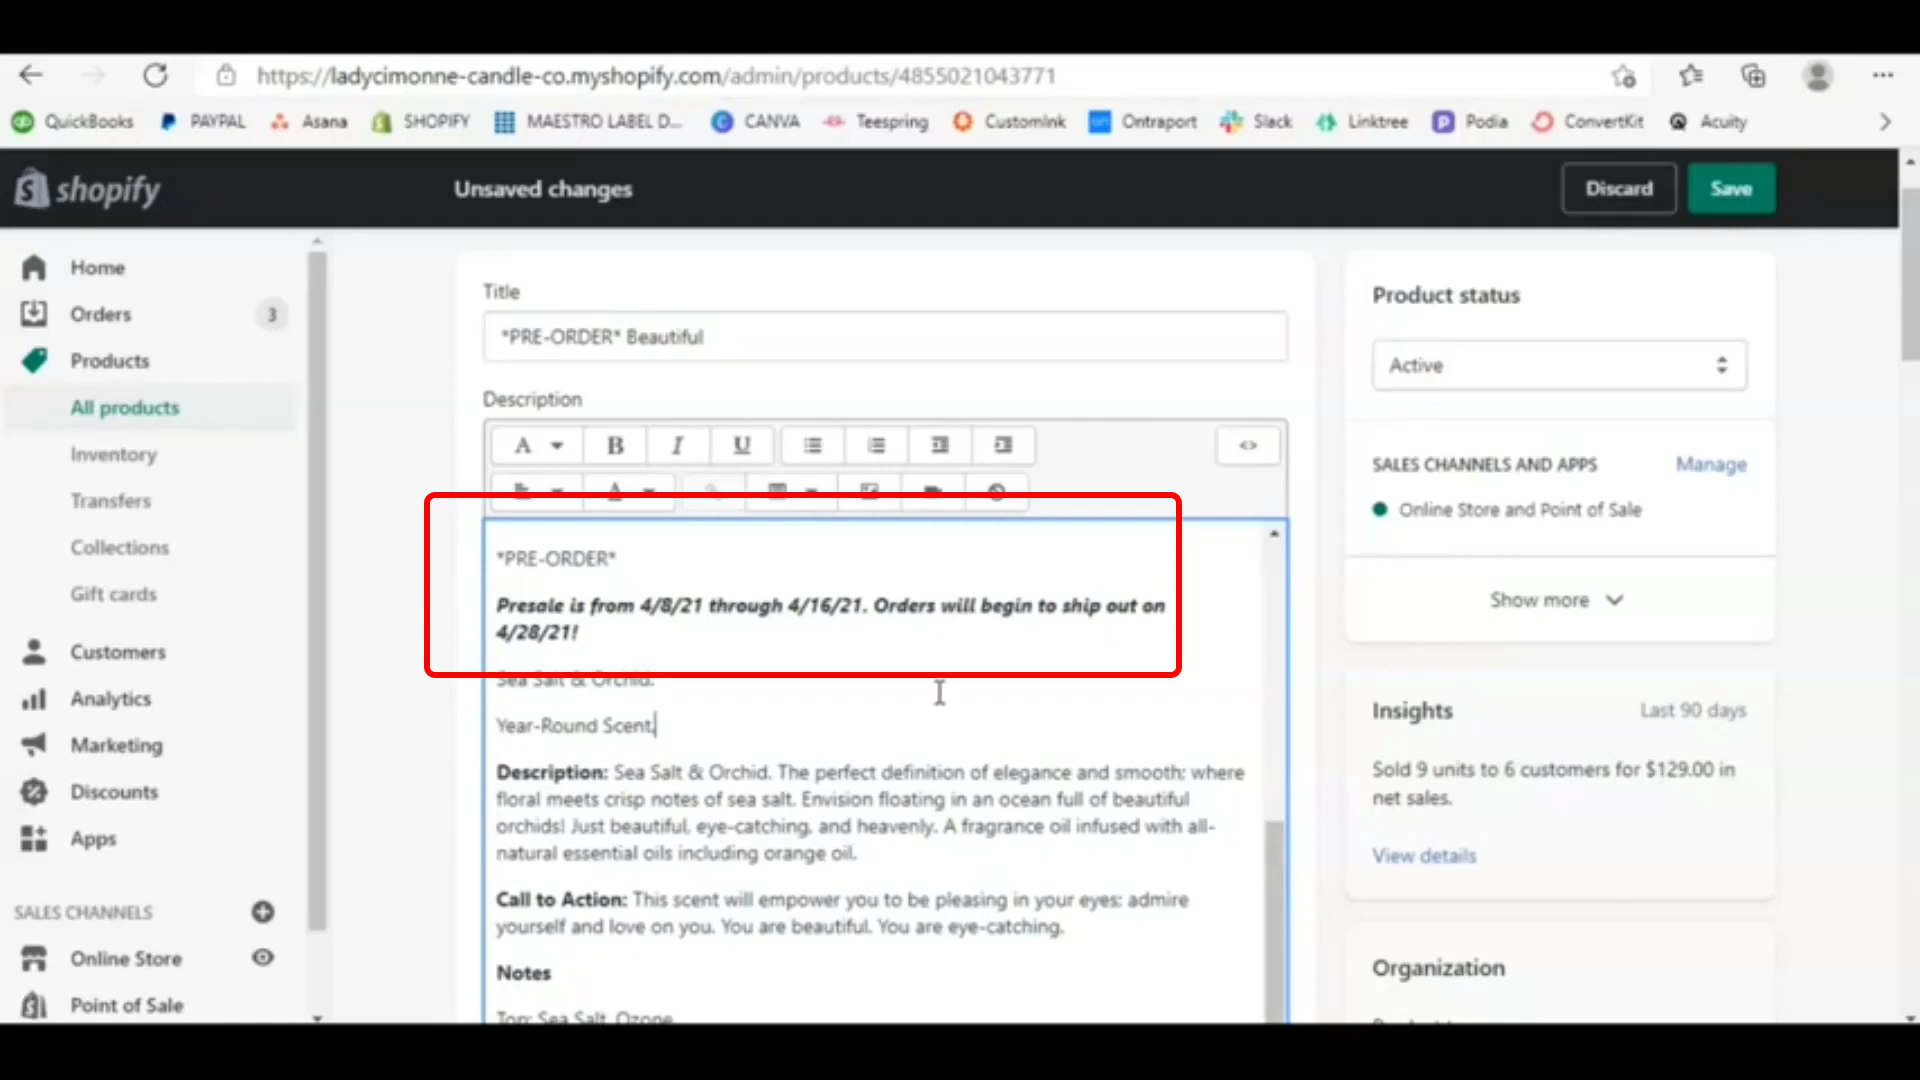 https://ladycimonne-candle-co.myshopify.com/admin/products/4855021043771
QuickBooks PAYPAL Asana SHOPIFY MAESTRO LABEL D... CANVA Teespring CustomInk Ontraport Slack Linktree Podia ConvertKit Acuity
shopify
Unsaved changes
Discard
Save
Home
Orders 3
Products
All products
Inventory
Transfers
Collections
Gift cards
Customers
Analytics
Marketing
Discounts
Apps
SALES CHANNELS
Online Store
Point of Sale
Title
*PRE-ORDER* Beautiful
Description
A B I U <>
A
*PRE-ORDER*
Presale is from 4/8/21 through 4/16/21. Orders will begin to ship out on
4/28/21!
Sea Salt & Orchid.
Year-Round Scent.
Description: Sea Salt & Orchid. The perfect definition of elegance and smooth: where
floral meets crisp notes of sea salt. Envision floating in an ocean full of beautiful
orchids! Just beautiful, eye-catching, and heavenly. A fragrance oil infused with all-
natural essential oils including orange oil.
Call to Action: This scent will empower you to be pleasing in your eyes: admire
yourself and love on you. You are beautiful. You are eye-catching.
Notes
Top: Sea Salt, Ozone
Product status
Active
SALES CHANNELS AND APPS Manage
Online Store and Point of Sale
Show more
Insights Last 90 days
Sold 9 units to 6 customers for $129.00 in
net sales.
View details
Organization